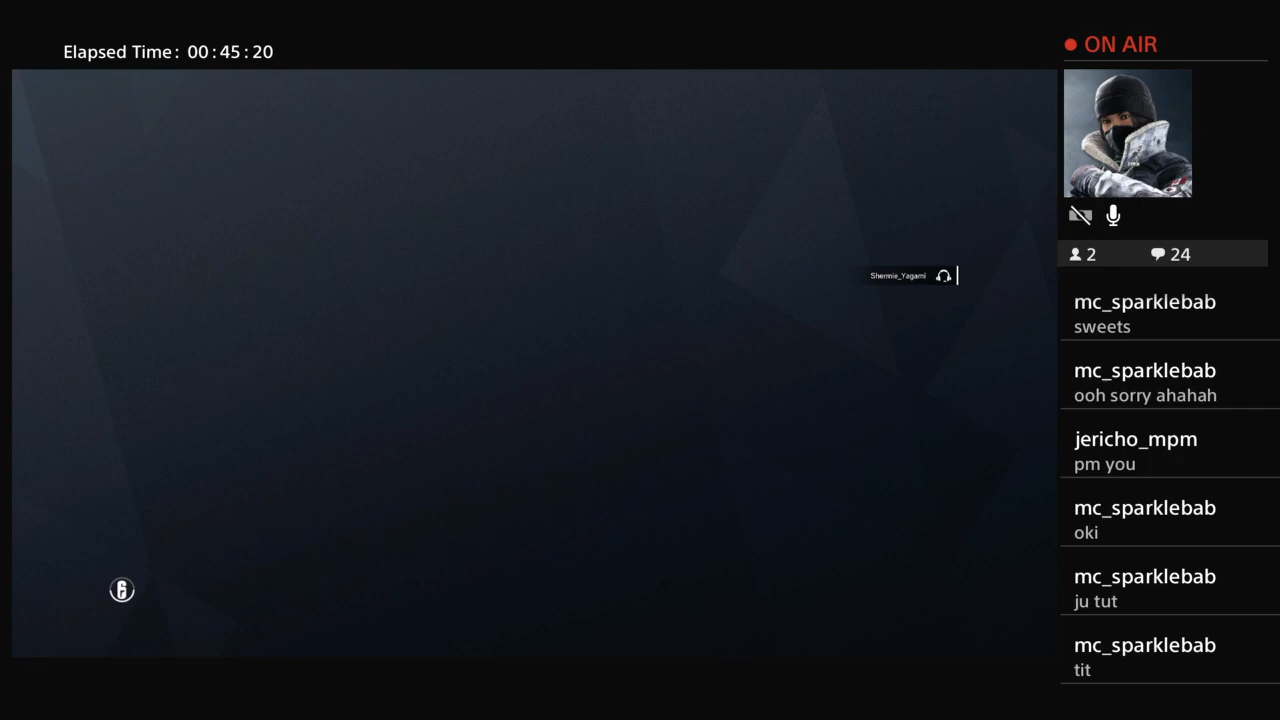 Elapsed Time: 00:45:20
ON AIR
2 24
Shermie_Yagami
mc_sparklebab
sweets
mc_sparklebab
ooh sorry ahahah
jericho_mpm
pm you
mc_sparklebab
oki
mc_sparklebab
ju tut
mc_sparklebab
tit
6